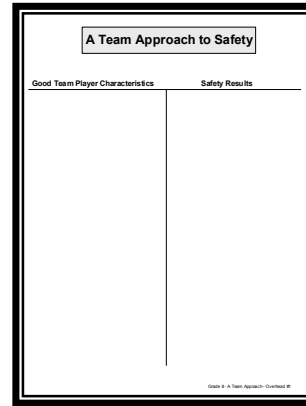 A Team Approach to Safety
Good Team Player Characteristics
Safety Results
Grade 9 - A Team Approach - Overhead #1